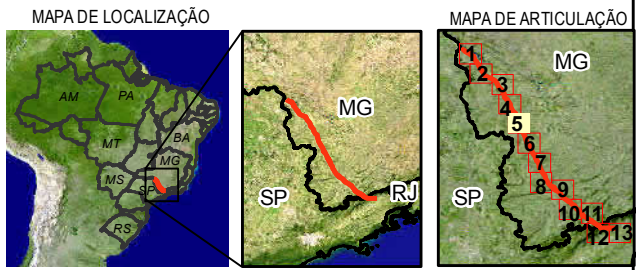 MAPA DE LOCALIZAÇÃO
AM
PA
MT
BA
MG
MS
SP
RS
MG
SP
RJ
MAPA DE ARTICULAÇÃO
1
MG
2
3
4
5
6
7
SP
8
9
10
11
12
13